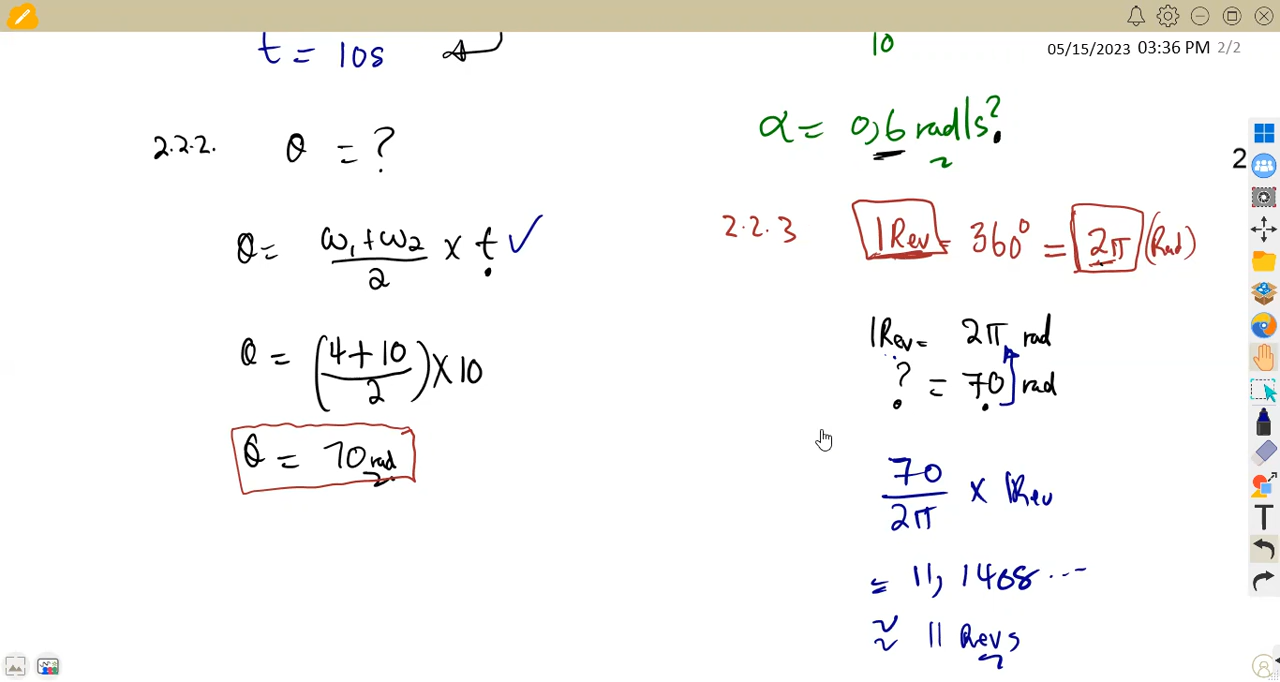 05/15/2023 03:36 PM 2/2
t = 10s
2.2.2. θ = ?
θ = ω₁+ω₂/2 × t ✓
θ = (4+10/2) × 10
θ = 70 rad
10
α = 0,6 rad/s².
2
2.2.3 1Rev = 360° = 2π (Rad)
1Rev = 2π rad
? = 70 rad
70/2π × 1Rev
= 11,1408...
≈ 11 Revs